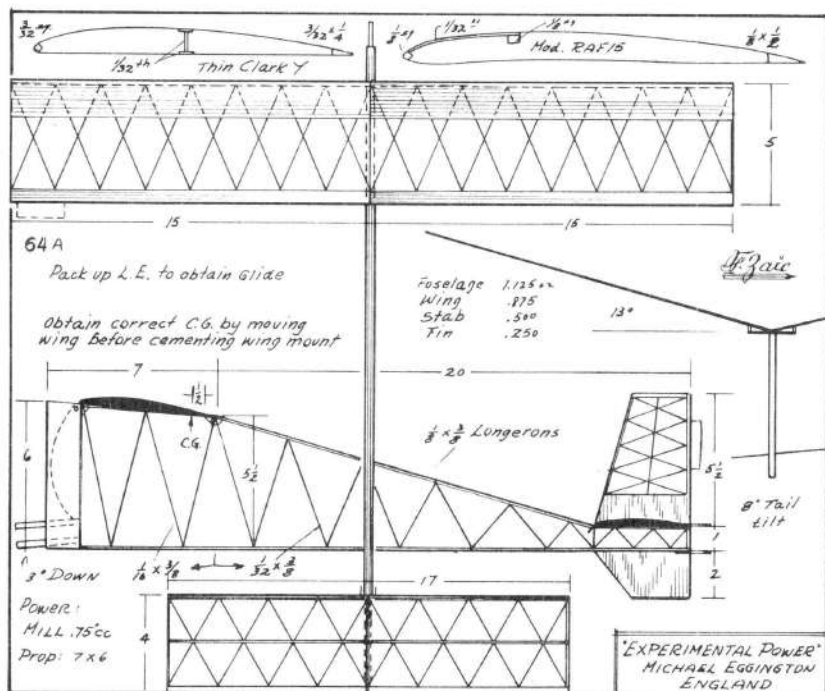 3/32 sq.
3/32 x 1/4
1/32 th
Thin Clark Y
1/8 sq
1/32"
1/8 sq
Mod. RAF15
1/8 x 1/2
5
15
15
64 A
Pack up L.E. to obtain Glide
Obtain correct C.G. by moving
wing Before cementing wing mount
Fuselage 1.125 oz
Wing .875
Stab .500
Fin .250
13°
F. Zaic
7
20
1/2
C.G.
6
5 1/2
1/8 x 3/8 Longerons
5 1/2
8° Tail
tilt
1
2
3° Down
1/16 x 3/8
1/32 x 3/8
17
Power:
MILL .75cc
Prop: 7x6
4
"EXPERIMENTAL POWER"
MICHAEL EGGINGTON
ENGLAND